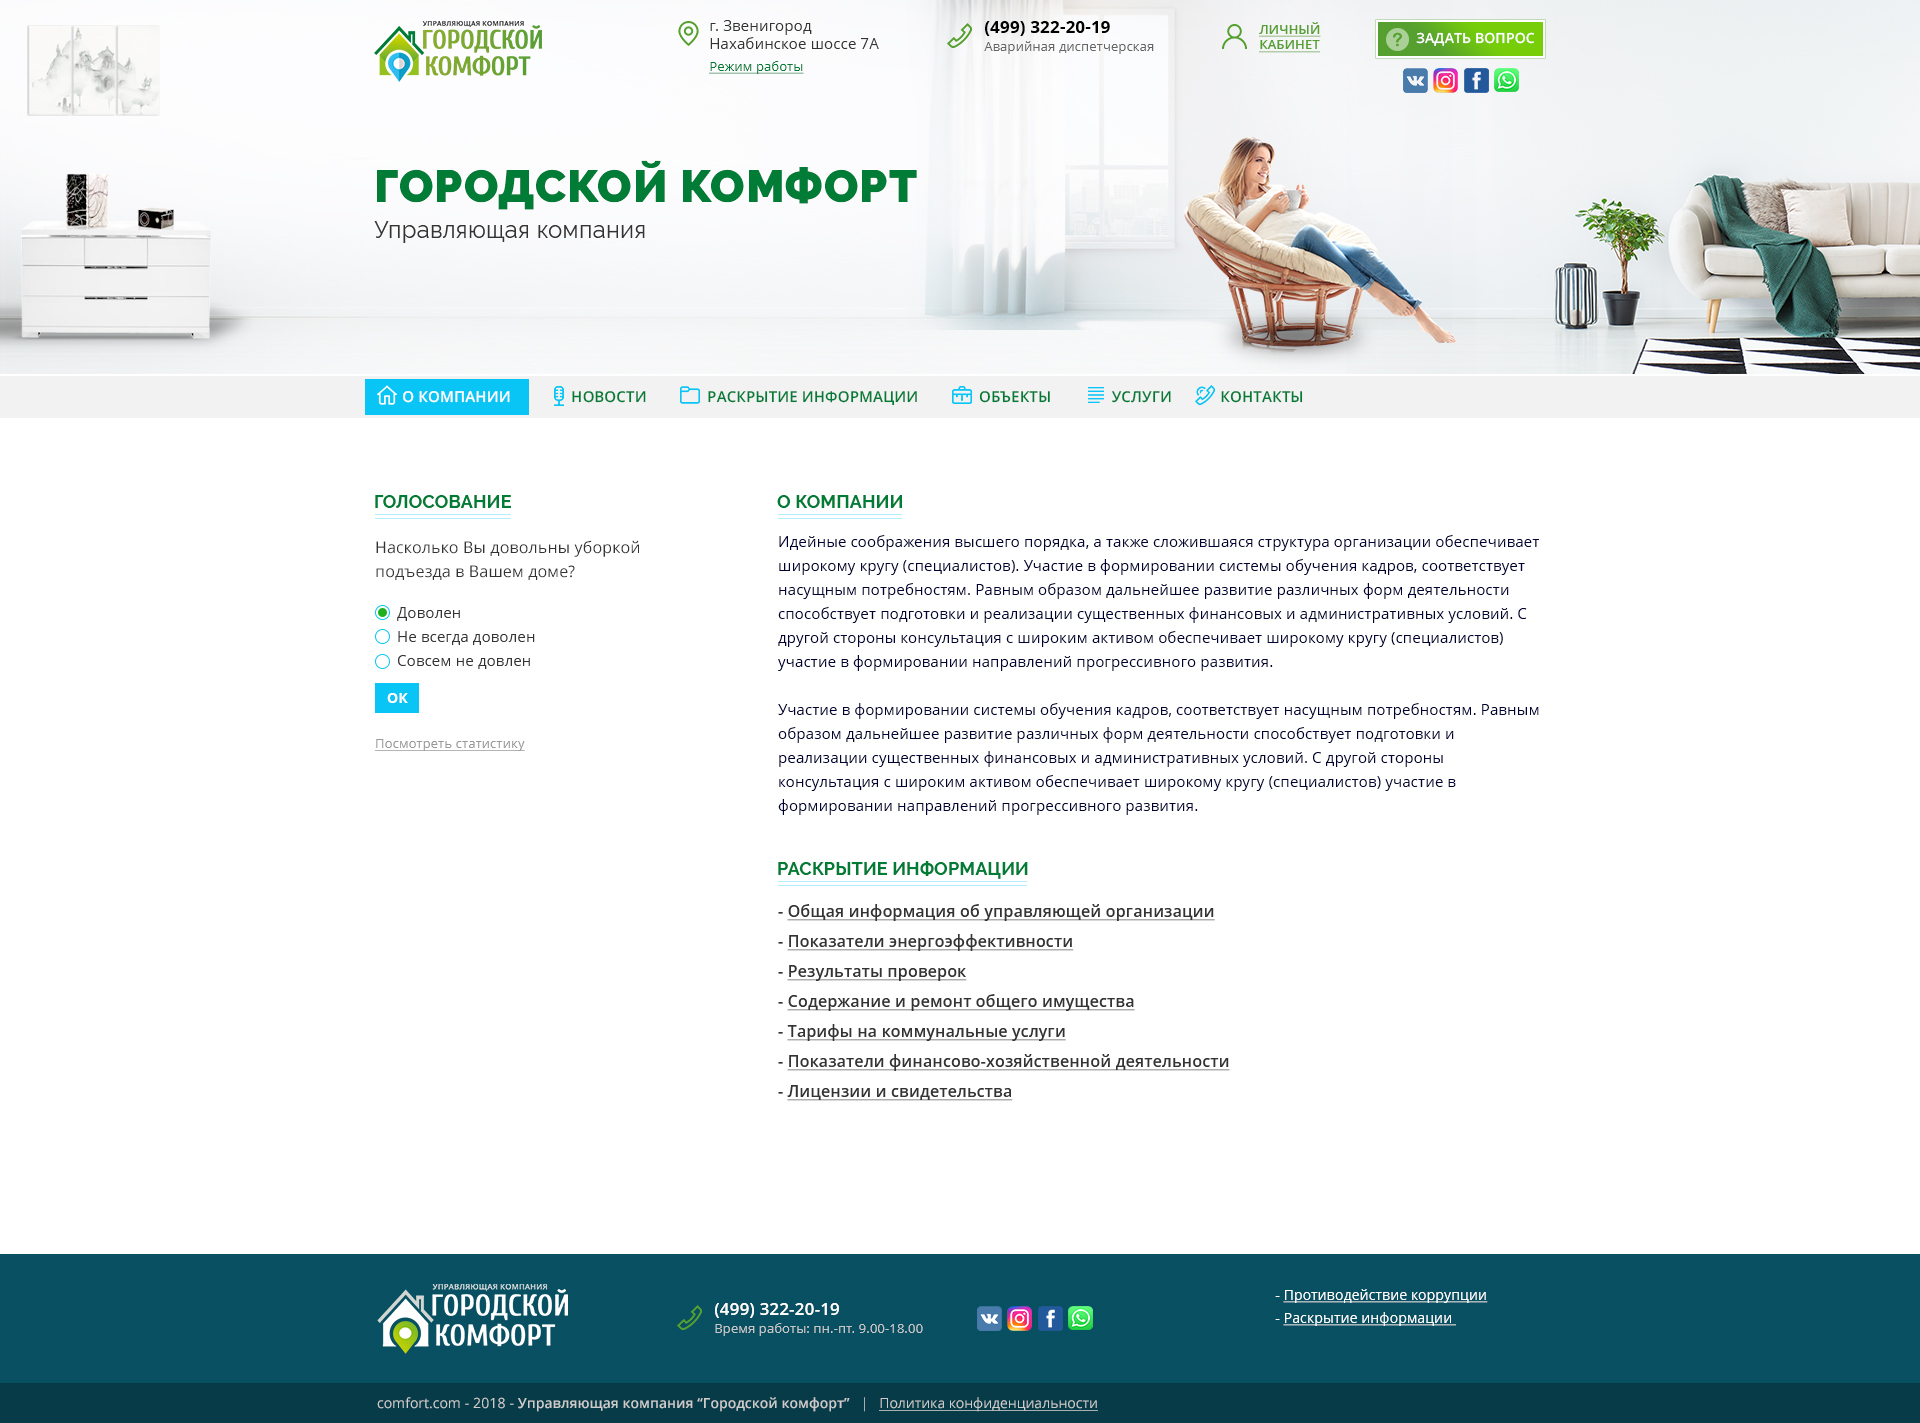 УПРАВЛЯЮЩАЯ КОМПАНИЯ
ГОРОДСКОЙ
КОМФОРТ
г. Звенигород
Нахабинское шоссе 7А
Режим работы
(499) 322-20-19
Аварийная диспетчерская
ЛИЧНЫЙ
КАБИНЕТ
ЗАДАТЬ ВОПРОС
ГОРОДСКОЙ КОМФОРТ
Управляющая компания
О КОМПАНИИ
НОВОСТИ
РАСКРЫТИЕ ИНФОРМАЦИИ
ОБЪЕКТЫ
УСЛУГИ
КОНТАКТЫ
ГОЛОСОВАНИЕ
Насколько Вы довольны уборкой
подъезда в Вашем доме?
Доволен
Не всегда доволен
Совсем не довлен
ОК
Посмотреть статистику
О КОМПАНИИ
Идейные соображения высшего порядка, а также сложившаяся структура организации обеспечивает
широкому кругу (специалистов). Участие в формировании системы обучения кадров, соответствует
насущным потребностям. Равным образом дальнейшее развитие различных форм деятельности
способствует подготовки и реализации существенных финансовых и административных условий. С
другой стороны консультация с широким активом обеспечивает широкому кругу (специалистов)
участие в формировании направлений прогрессивного развития.
Участие в формировании системы обучения кадров, соответствует насущным потребностям. Равным
образом дальнейшее развитие различных форм деятельности способствует подготовки и
реализации существенных финансовых и административных условий. С другой стороны
консультация с широким активом обеспечивает широкому кругу (специалистов) участие в
формировании направлений прогрессивного развития.
РАСКРЫТИЕ ИНФОРМАЦИИ
- Общая информация об управляющей организации
- Показатели энергоэффективности
- Результаты проверок
- Содержание и ремонт общего имущества
- Тарифы на коммунальные услуги
- Показатели финансово-хозяйственной деятельности
- Лицензии и свидетельства
УПРАВЛЯЮЩАЯ КОМПАНИЯ
ГОРОДСКОЙ
КОМФОРТ
(499) 322-20-19
Время работы: пн.-пт. 9.00-18.00
- Противодействие коррупции
- Раскрытие информации
comfort.com - 2018 - Управляющая компания “Городской комфорт” | Политика конфиденциальности